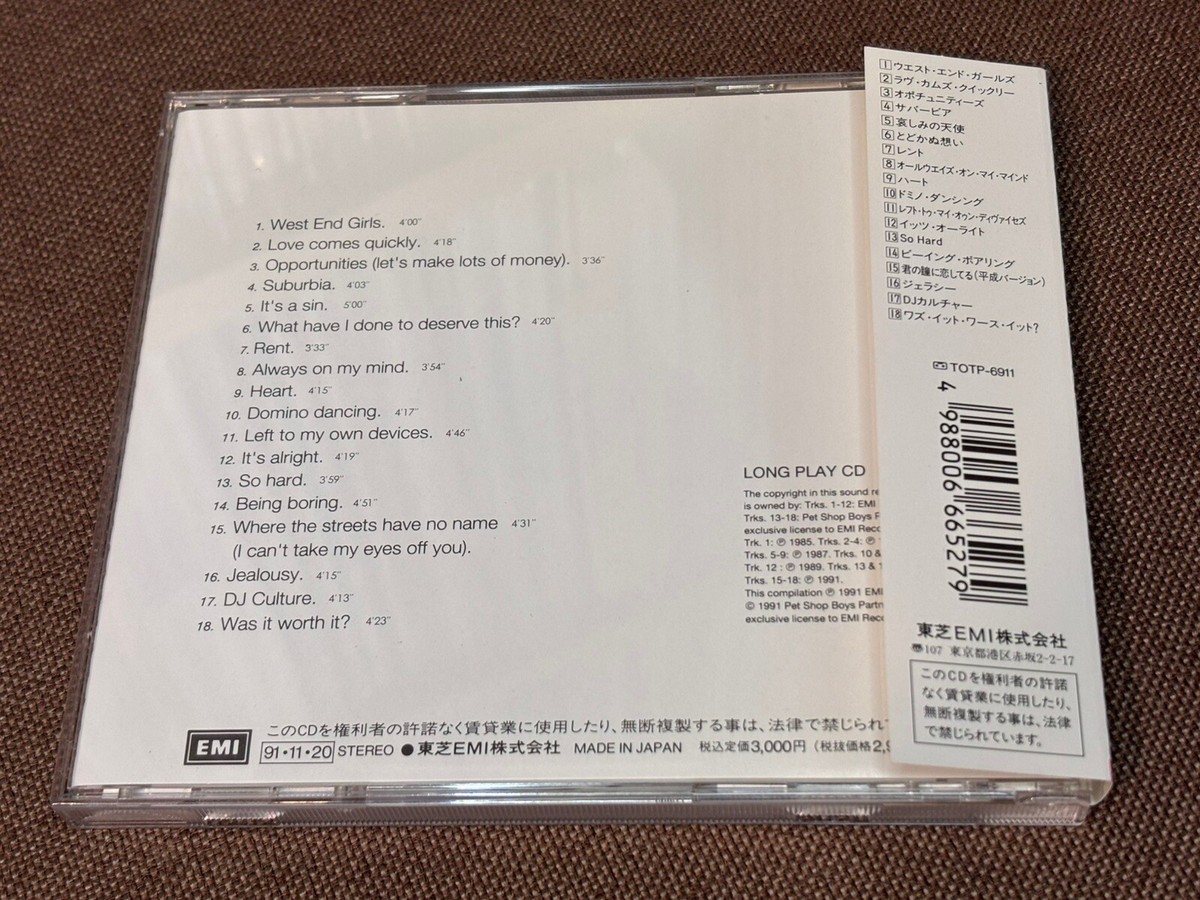 1. West End Girls. 4'00"
2. Love comes quickly. 4'18"
3. Opportunities (let's make lots of money). 3'36"
4. Suburbia. 4'03"
5. It's a sin. 5'00"
6. What have I done to deserve this? 4'20"
7. Rent. 3'33"
8. Always on my mind. 3'54"
9. Heart. 4'15"
10. Domino dancing. 4'17"
11. Left to my own devices. 4'46"
12. It's alright. 4'19"
13. So hard. 3'59"
14. Being boring. 4'51"
15. Where the streets have no name 4'31"
(I can't take my eyes off you).
16. Jealousy. 4'15"
17. DJ Culture. 4'13"
18. Was it worth it? 4'23"
LONG PLAY CD
The copyright in this sound re
is owned by: Trks. 1-12: EMI
Trks. 13-18: Pet Shop Boys P
exclusive license to EMI Reco
Trk. 1: ℗ 1985. Trks. 2-4: ℗
Trks. 5-9: ℗ 1987. Trks. 10 &
Trk. 12 : ℗ 1989. Trks. 13 & 1
Trks. 15-18: ℗ 1991.
This compilation ℗ 1991 EMI
© 1991 Pet Shop Boys Partn
exclusive license to EMI Reco
このCDを権利者の許諾なく賃貸業に使用したり、無断複製する事は、法律で禁じられ
EMI 91・11・20 STEREO ●東芝EMI株式会社 MADE IN JAPAN 税込定価3,000円 (税抜価格2,9
1 ウエスト・エンド・ガールズ
2 ラヴ・カムズ・クイックリー
3 オポチュニティーズ
4 サバービア
5 哀しみの天使
6 とどかぬ想い
7 レント
8 オールウエイズ・オン・マイ・マインド
9 ハート
10 ドミノ・ダンシング
11 レフト・トゥ・マイ・オゥン・ディヴァイセズ
12 イッツ・オーライト
13 So Hard
14 ビーイング・ボアリング
15 君の瞳に恋してる(平成バージョン)
16 ジェラシー
17 DJカルチャー
18 ワズ・イット・ワース・イット?
TOTP-6911
4 988006 665279
東芝EMI株式会社
〠107 東京都港区赤坂2-2-17
このCDを権利者の許諾
なく賃貸業に使用したり、
無断複製する事は、法律
で禁じられています。